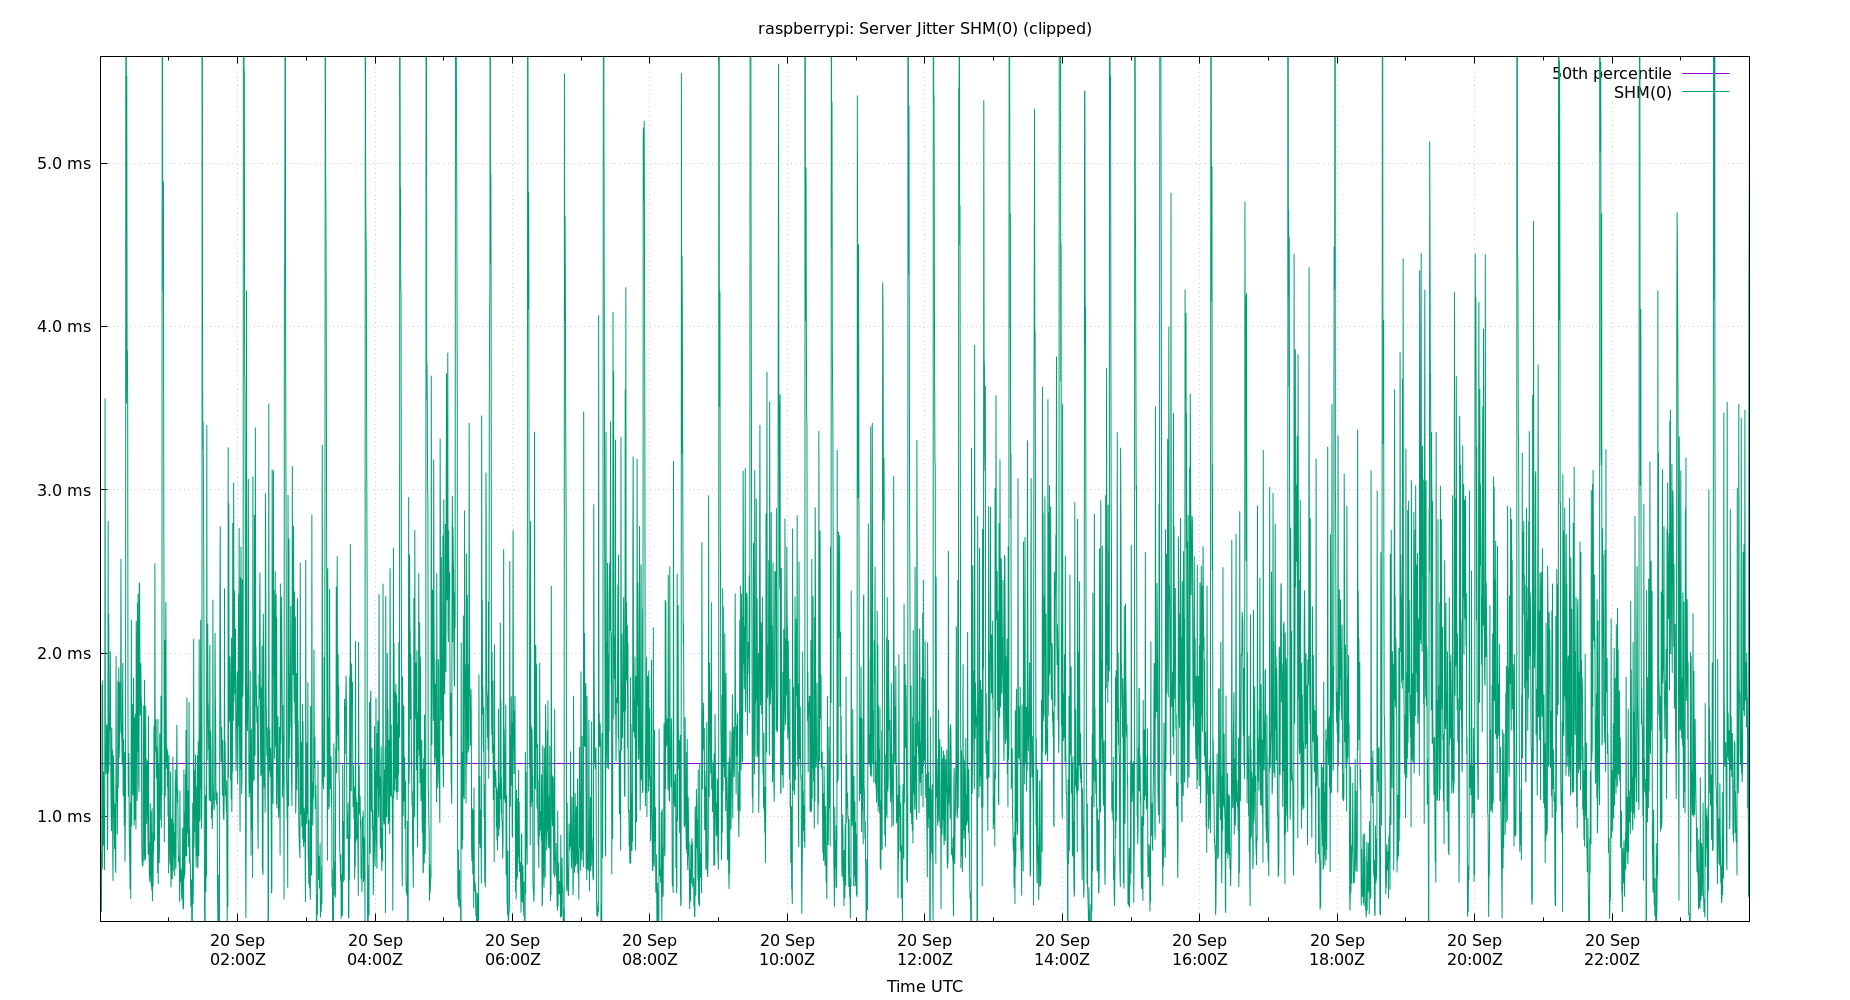 raspberrypi: Server Jitter SHM(0) (clipped)
50th percentile
SHM(0)
5.0 ms
4.0 ms
3.0 ms
2.0 ms
1.0 ms
20 Sep 20 Sep 20 Sep 20 Sep 20 Sep 20 Sep 20 Sep 20 Sep 20 Sep 20 Sep 20 Sep
02:00Z 04:00Z 06:00Z 08:00Z 10:00Z 12:00Z 14:00Z 16:00Z 18:00Z 20:00Z 22:00Z
Time UTC